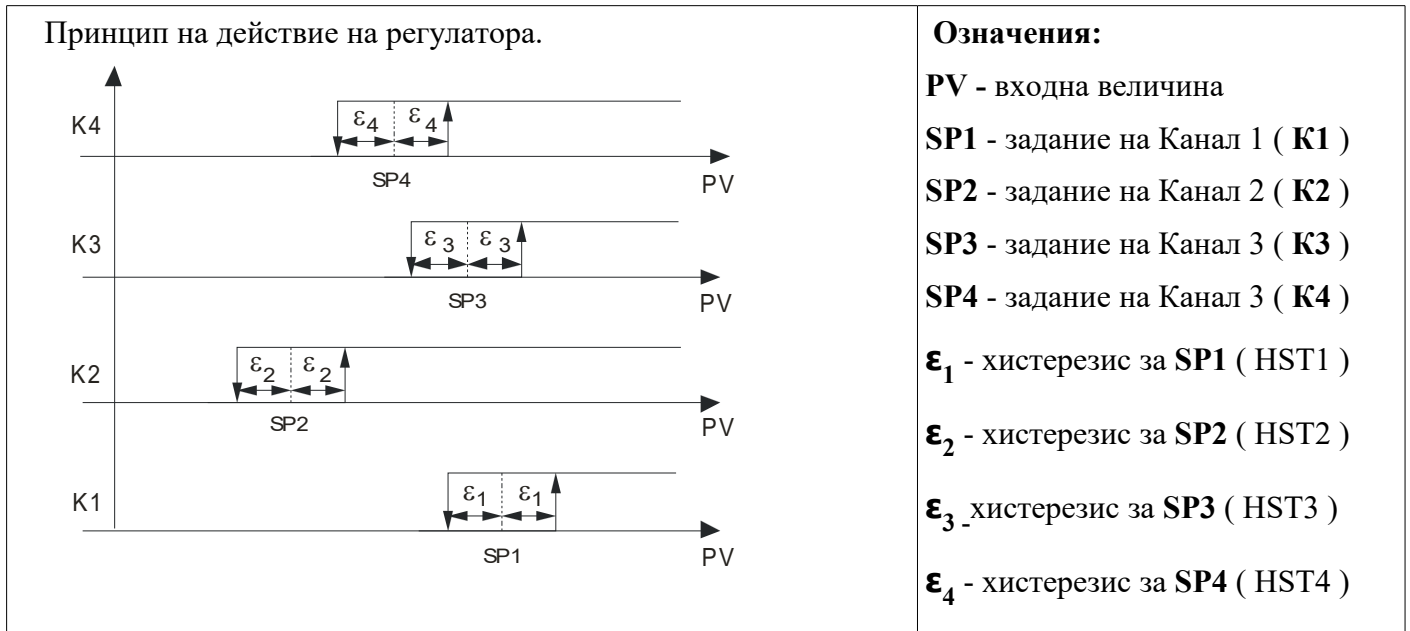 Принцип на действие на регулатора.
K4
ε4 ε4
SP4
PV
K3
ε3 ε3
SP3
PV
K2
ε2 ε2
SP2
PV
K1
ε1 ε1
SP1
PV
Означения:
PV - входна величина
SP1 - задание на Канал 1 ( К1 )
SP2 - задание на Канал 2 ( К2 )
SP3 - задание на Канал 3 ( К3 )
SP4 - задание на Канал 3 ( К4 )
ε1 - хистерезис за SP1 ( HST1 )
ε2 - хистерезис за SP2 ( HST2 )
ε3 -хистерезис за SP3 ( HST3 )
ε4 - хистерезис за SP4 ( HST4 )